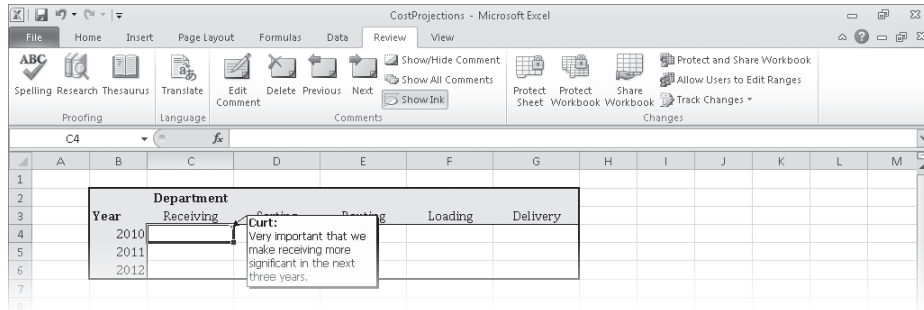 CostProjections - Microsoft Excel
File Home Insert Page Layout Formulas Data Review View
ABC
Spelling Research Thesaurus
Proofing
Translate
Language
Edit Comment
Delete Previous Next
Show/Hide Comment
Show All Comments
Show Ink
Comments
Protect Sheet
Protect Workbook
Share Workbook
Protect and Share Workbook
Allow Users to Edit Ranges
Track Changes
Changes
C4 fx
A B C D E F G H I J K L M
1
2 Department
3 Year Receiving Routing Loading Delivery
4 2010
5 2011
6 2012
7
8
Curt:
Very important that we
make receiving more
significant in the next
three years.